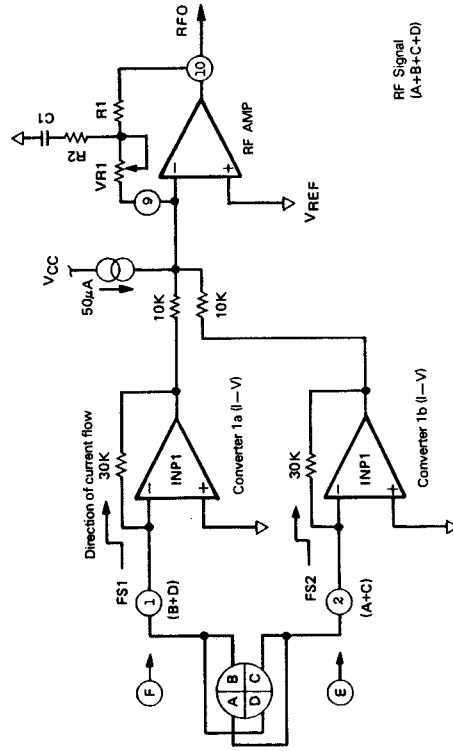 F
1
FS1
(B+D)
Direction of current flow
30K
−
+
INP1
Converter 1a (I—V)
VCC
50μA
10K
10K
9
VR1
R2
C1
R1
−
+
RF AMP
VREF
10
RFO
A
B
D
C
E
2
FS2
(A+C)
30K
−
+
INP1
Converter 1b (I—V)
RF Signal
(A+B+C+D)